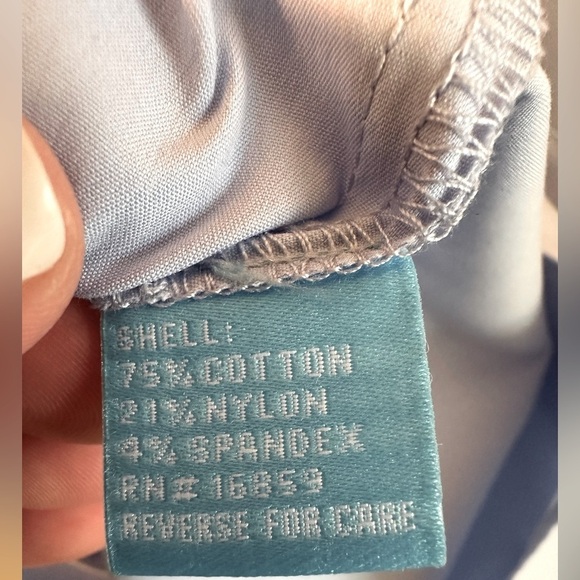 SHELL:
75% COTTON
21% NYLON
4% SPANDEX
RN# 16859
REVERSE FOR CARE